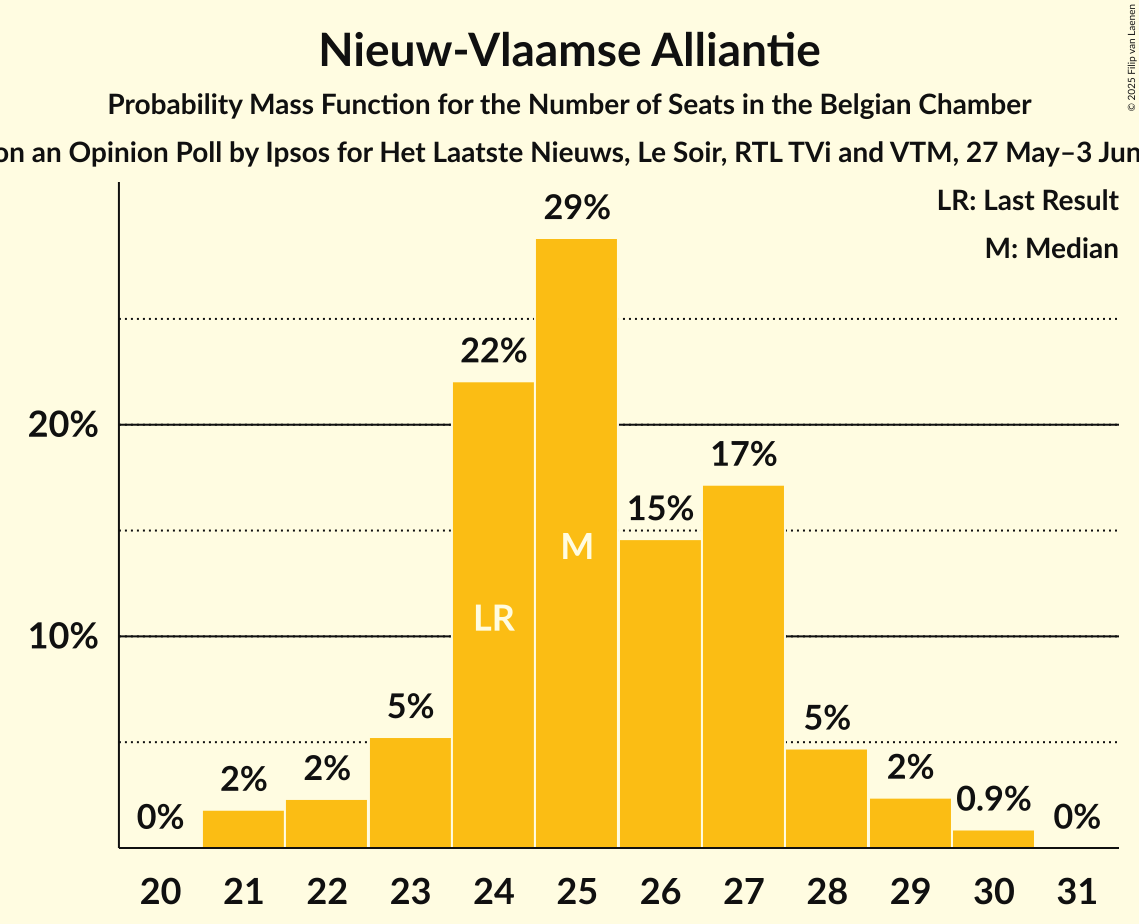 Nieuw-Vlaamse Alliantie
Probability Mass Function for the Number of Seats in the Belgian Chamber
on an Opinion Poll by Ipsos for Het Laatste Nieuws, Le Soir, RTL TVi and VTM, 27 May–3 Jun
© 2025 Filip van Laenen
LR: Last Result
M: Median
29%
22%
20%
17%
15%
M
LR
10%
5%
5%
2%
2%
2%
0.9%
0%
0%
20 21 22 23 24 25 26 27 28 29 30 31